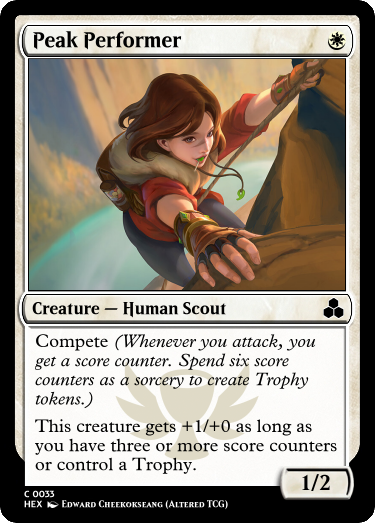 Peak Performer
Creature — Human Scout
Compete (Whenever you attack, you
get a score counter. Spend six score
counters as a sorcery to create Trophy
tokens.)
This creature gets +1/+0 as long as
you have three or more score counters
or control a Trophy.
1/2
C 0033
HEX Edward Cheekokseang (Altered TCG)